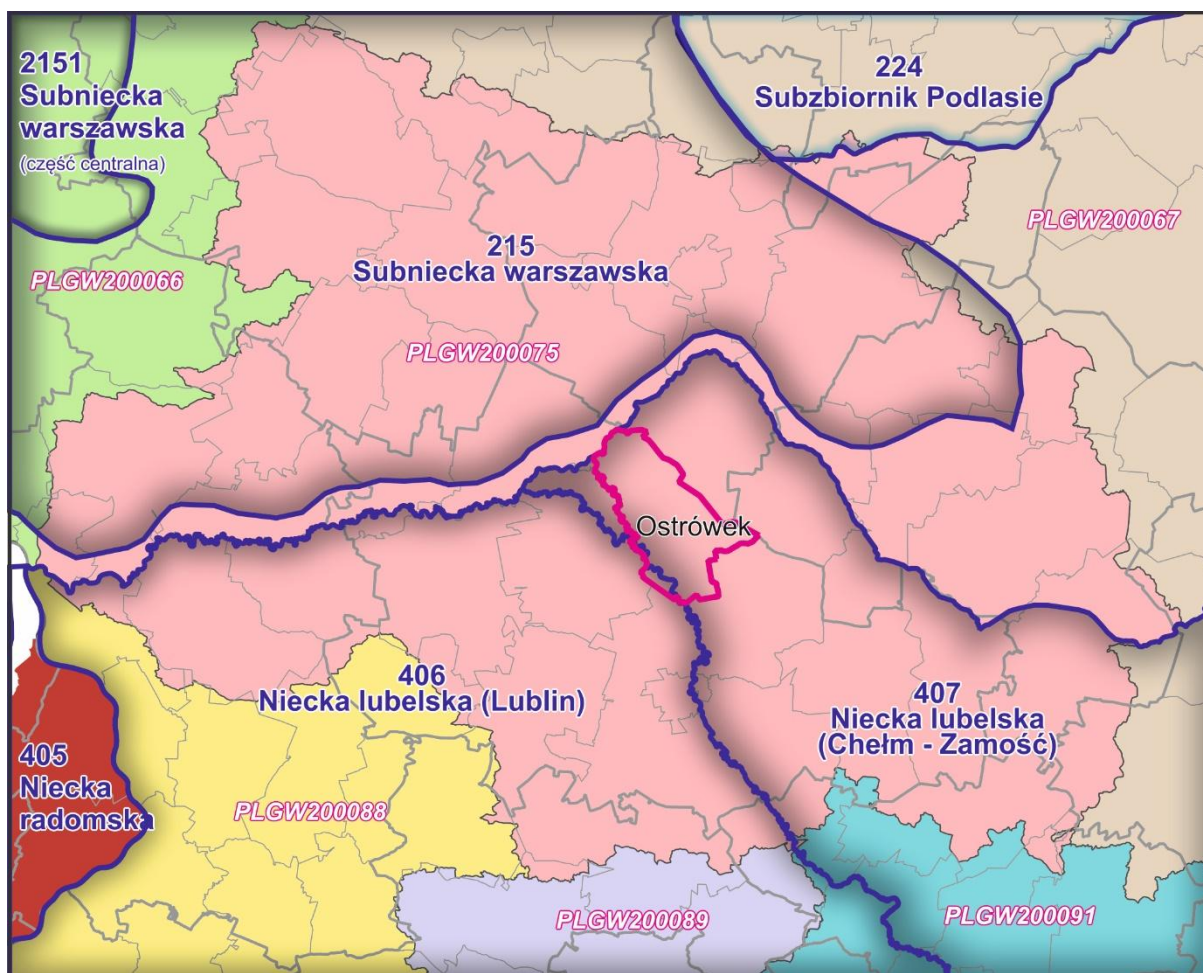 2151
Subniecka
warszawska
(część centralna)
224
Subzbiornik Podlasie
PLGW200067
215
Subniecka warszawska
PLGW200066
PLGW200075
Ostrówek
406
Niecka lubelska (Lublin)
407
Niecka lubelska
(Chełm - Zamość)
405
Niecka
radomska
PLGW200088
PLGW200089
PLGW200091